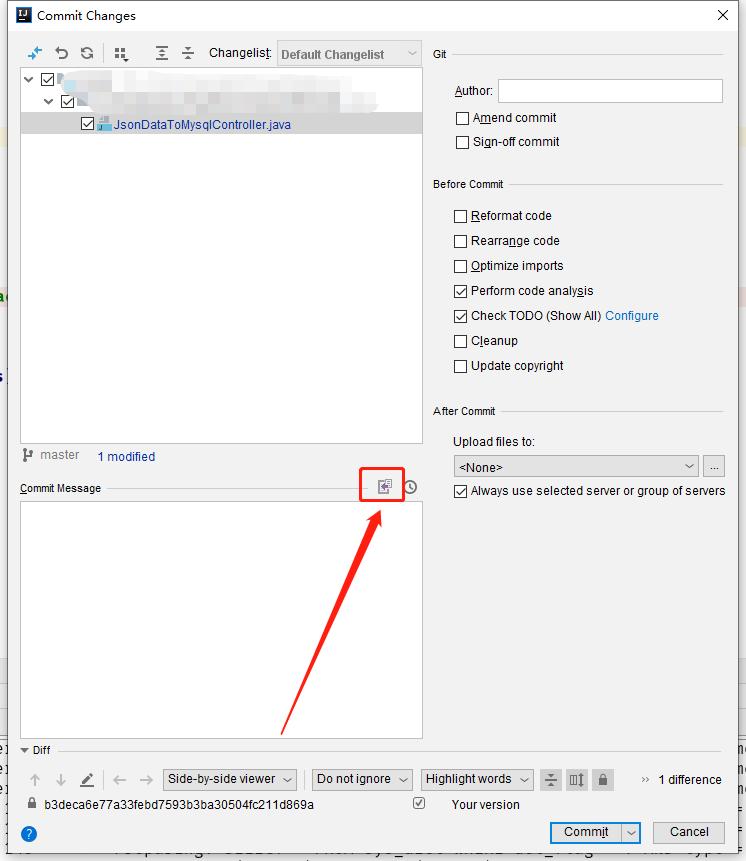 Commit Changes
Changelist: Default Changelist
JsonDataToMysqlController.java
master 1 modified
Commit Message
Git
Author:
Amend commit
Sign-off commit
Before Commit
Reformat code
Rearrange code
Optimize imports
Perform code analysis
Check TODO (Show All) Configure
Cleanup
Update copyright
After Commit
Upload files to:
<None>
...
Always use selected server or group of servers
Diff
Side-by-side viewer Do not ignore Highlight words 1 difference
b3deca6e77a33febd7593b3ba30504fc211d869a Your version
? Commit Cancel